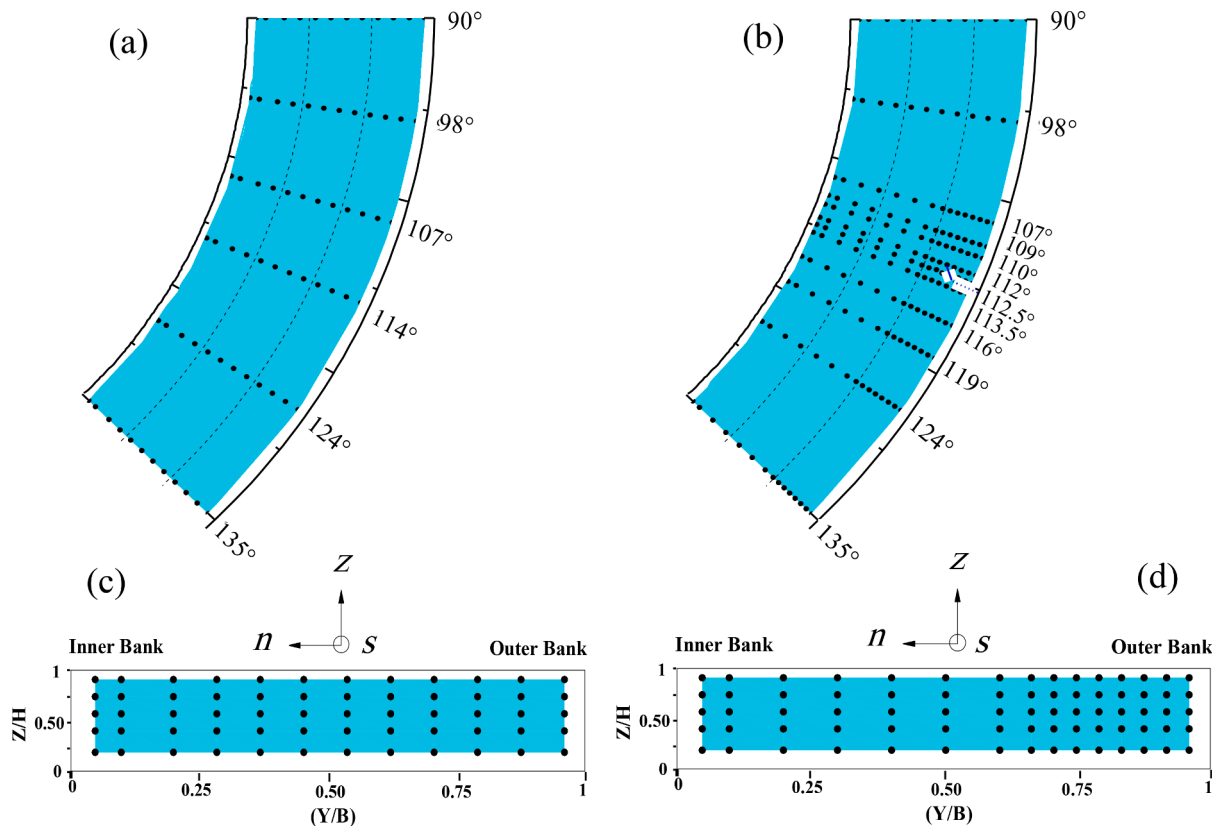 (a)
90°
98°
107°
114°
124°
135°
(b)
90°
98°
107°
109°
110°
112°
112.5°
113.5°
116°
119°
124°
135°
(c)
z
n
s
Inner Bank
Outer Bank
1
0.50
0
Z/H
0
0.25
0.50
0.75
1
(Y/B)
(d)
z
n
s
Inner Bank
Outer Bank
1
0.50
0
Z/H
0
0.25
0.50
0.75
1
(Y/B)